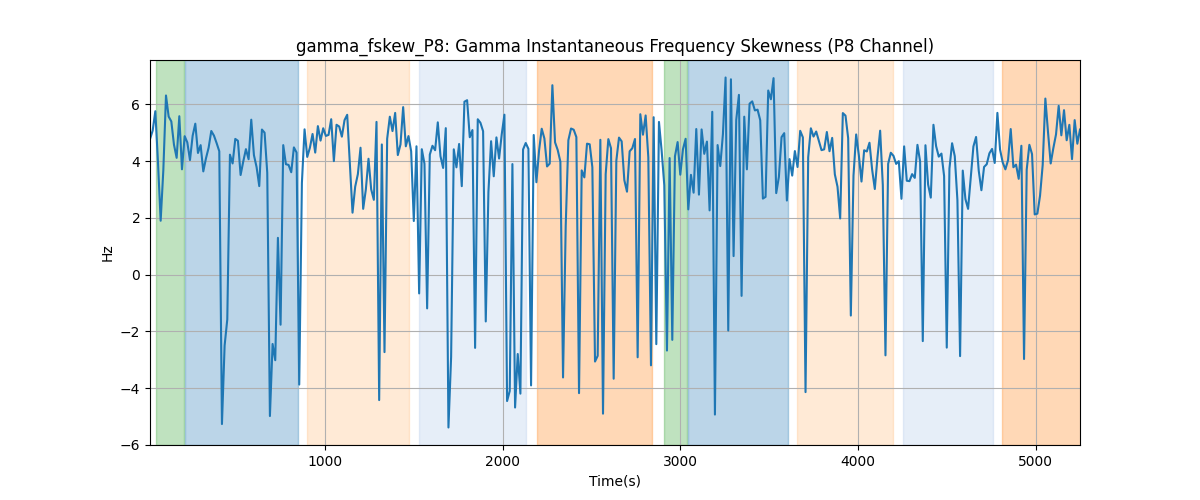 gamma_fskew_P8: Gamma Instantaneous Frequency Skewness (P8 Channel)
6
4
2
0
−2
−4
−6
Hz
1000 2000 3000 4000 5000
Time(s)